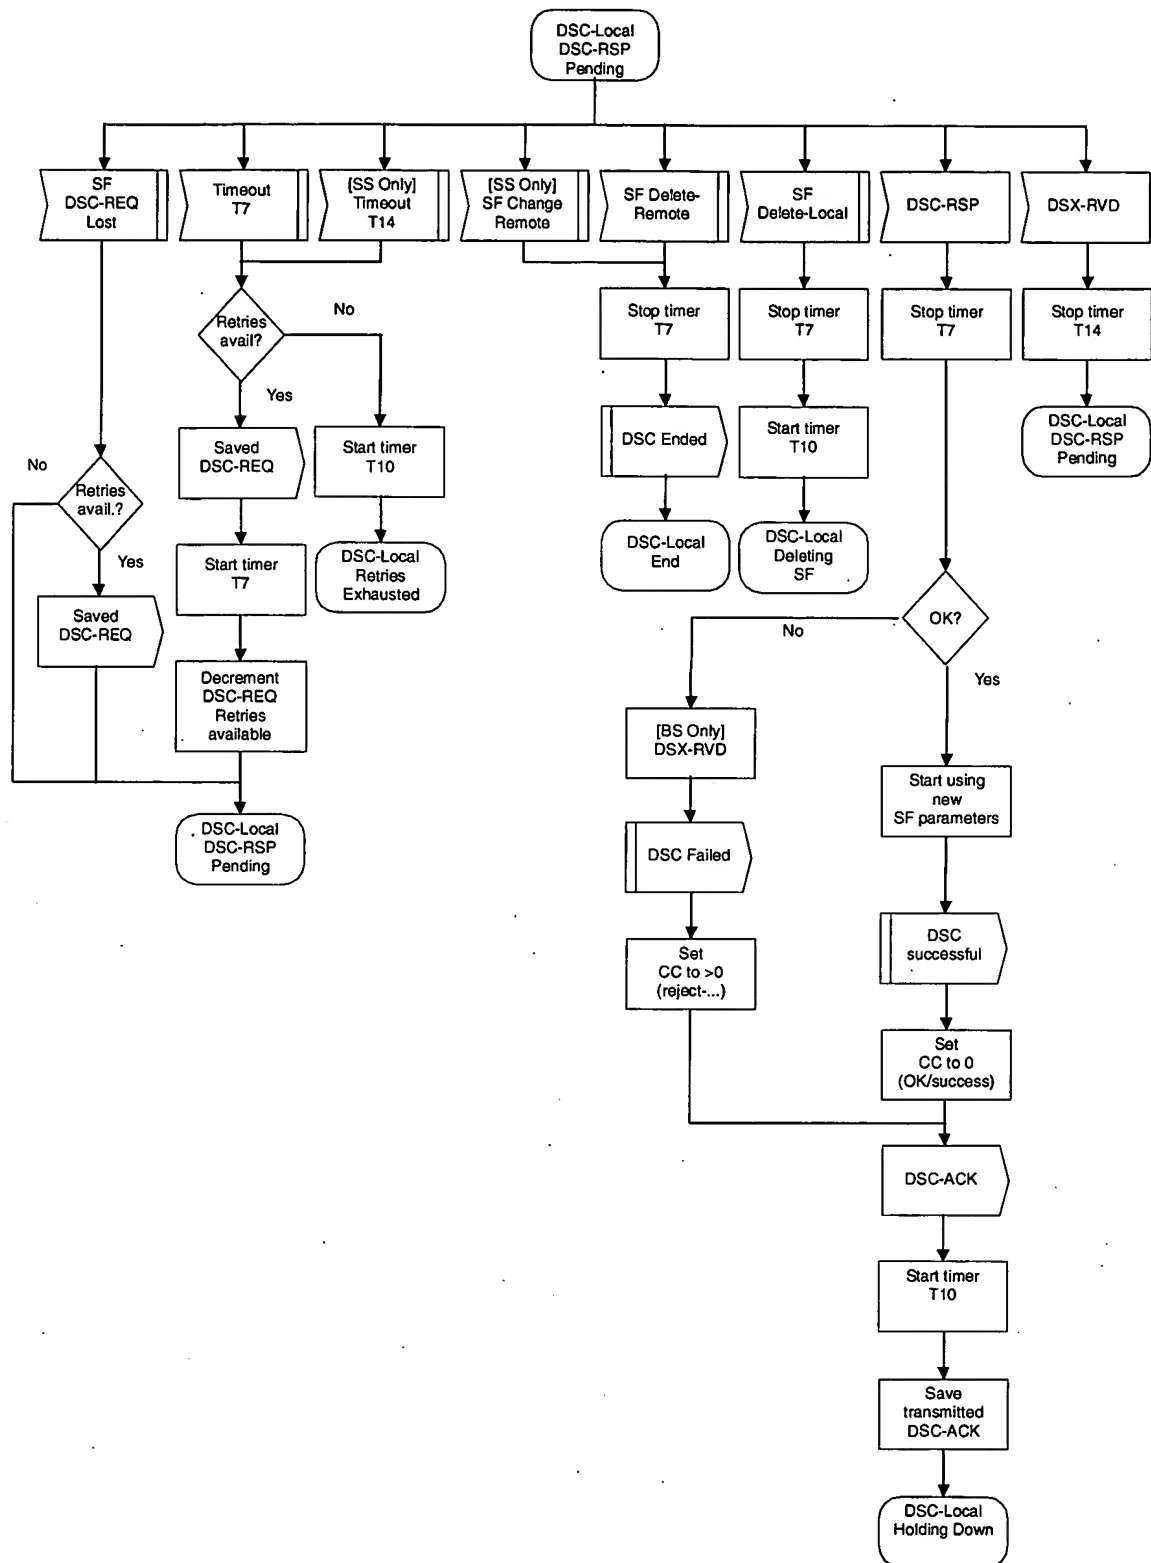 DSC-Local
DSC-RSP
Pending
SF
DSC-REQ
Lost
Timeout
T7
[SS Only]
Timeout
T14
[SS Only]
SF Change
Remote
SF Delete-
Remote
SF
Delete-Local
DSC-RSP
DSX-RVD
Retries
avail?
No
Yes
Stop timer
T7
Stop timer
T7
Stop timer
T7
Stop timer
T14
Saved
DSC-REQ
Start timer
T10
DSC Ended
Start timer
T10
DSC-Local
DSC-RSP
Pending
No
Retries
avail.?
Yes
Start timer
T7
DSC-Local
Retries
Exhausted
DSC-Local
End
DSC-Local
Deleting
SF
Saved
DSC-REQ
OK?
No
Yes
Decrement
DSC-REQ
Retries
available
[BS Only]
DSX-RVD
Start using
new
SF parameters
DSC-Local
DSC-RSP
Pending
DSC Failed
DSC
successful
Set
CC to >0
(reject-...)
Set
CC to 0
(OK/success)
DSC-ACK
Start timer
T10
Save
transmitted
DSC-ACK
DSC-Local
Holding Down